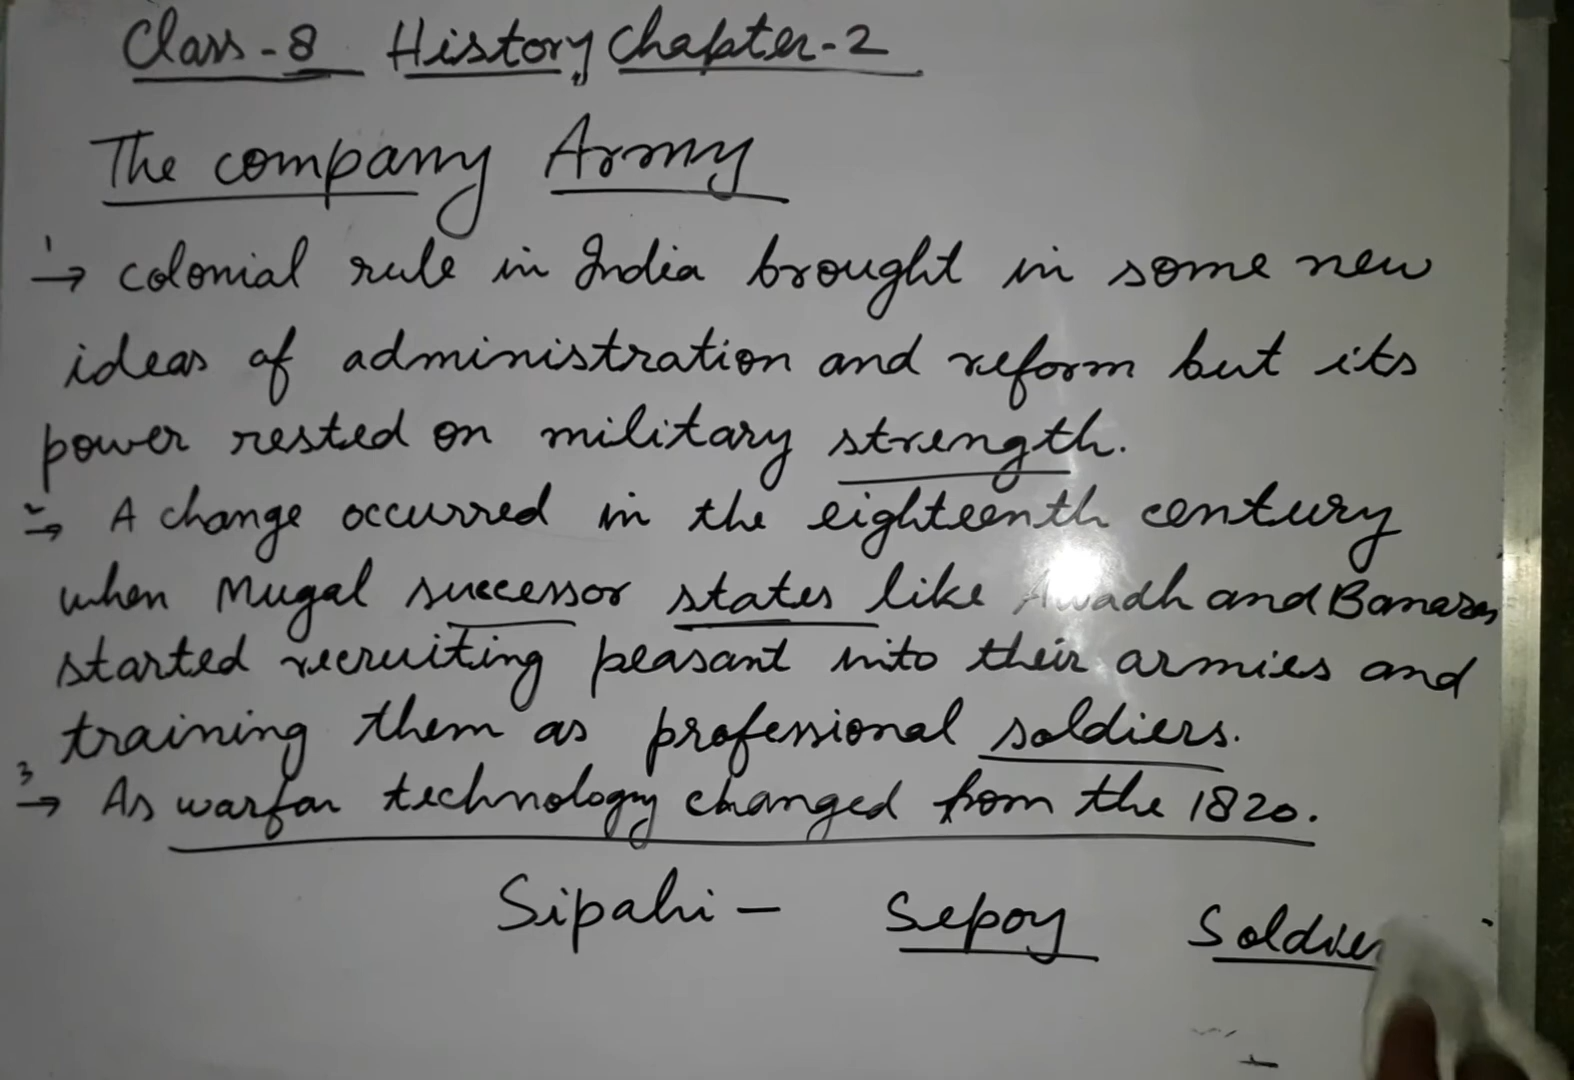 Class-8 History Chapter-2
The company Army
1 → colonial rule in India brought in some new
ideas of administration and reform but its
power rested on military strength.
2 → A change occurred in the eighteenth century
when Mugal successor states like Awadh and Banaras
started recruiting peasant into their armies and
training them as professional soldiers.
3 → As warfar technology changed from the 1820.
Sipahi - Sepoy Soldier